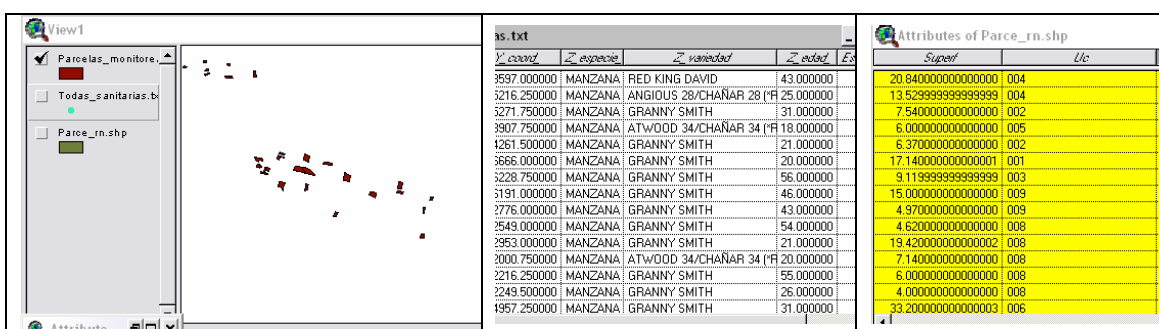 View1
Parcelas_monitore.
Todas_sanitarias.t
Parce_rn.shp
as.txt
Y_coord_ Z_especie_ Z_variedad Z_edad_ Es
3597.000000 MANZANA RED KING DAVID 43.000000
5216.250000 MANZANA ANGIOUS 28/CHAÑAR 28 (*R 25.000000
5271.750000 MANZANA GRANNY SMITH 31.000000
3907.750000 MANZANA ATWOOD 34/CHAÑAR 34 (*R 18.000000
4261.500000 MANZANA GRANNY SMITH 21.000000
5666.000000 MANZANA GRANNY SMITH 20.000000
5228.750000 MANZANA GRANNY SMITH 56.000000
5191.000000 MANZANA GRANNY SMITH 46.000000
2776.000000 MANZANA GRANNY SMITH 43.000000
2549.000000 MANZANA GRANNY SMITH 54.000000
2953.000000 MANZANA GRANNY SMITH 21.000000
2000.750000 MANZANA ATWOOD 34/CHAÑAR 34 (*R 20.000000
2216.250000 MANZANA GRANNY SMITH 55.000000
2249.500000 MANZANA GRANNY SMITH 26.000000
4957.250000 MANZANA GRANNY SMITH 31.000000
Attributes of Parce_rn.shp
Superf Uc
20.840000000000000 004
13.529999999999999 004
7.540000000000000 002
6.000000000000000 005
6.370000000000000 002
17.140000000000001 001
9.119999999999999 003
15.000000000000000 009
4.970000000000000 009
4.620000000000000 008
19.420000000000002 008
7.140000000000000 008
6.000000000000000 008
4.000000000000000 008
33.200000000000003 006
Attribute